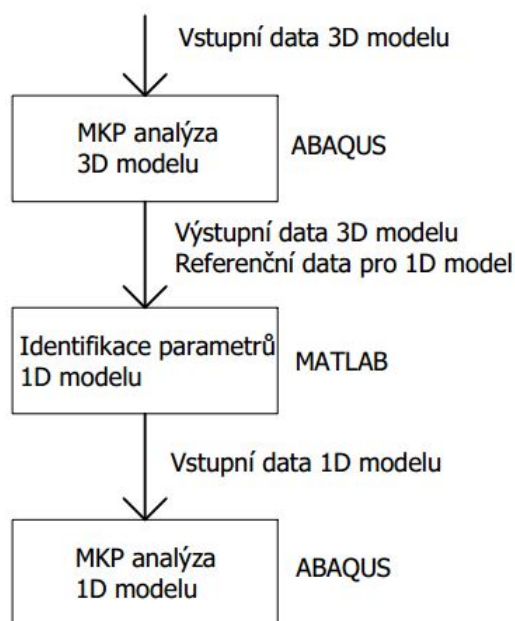 Vstupní data 3D modelu
MKP analýza
3D modelu
ABAQUS
Výstupní data 3D modelu
Referenční data pro 1D model
Identifikace parametrů
1D modelu
MATLAB
Vstupní data 1D modelu
MKP analýza
1D modelu
ABAQUS